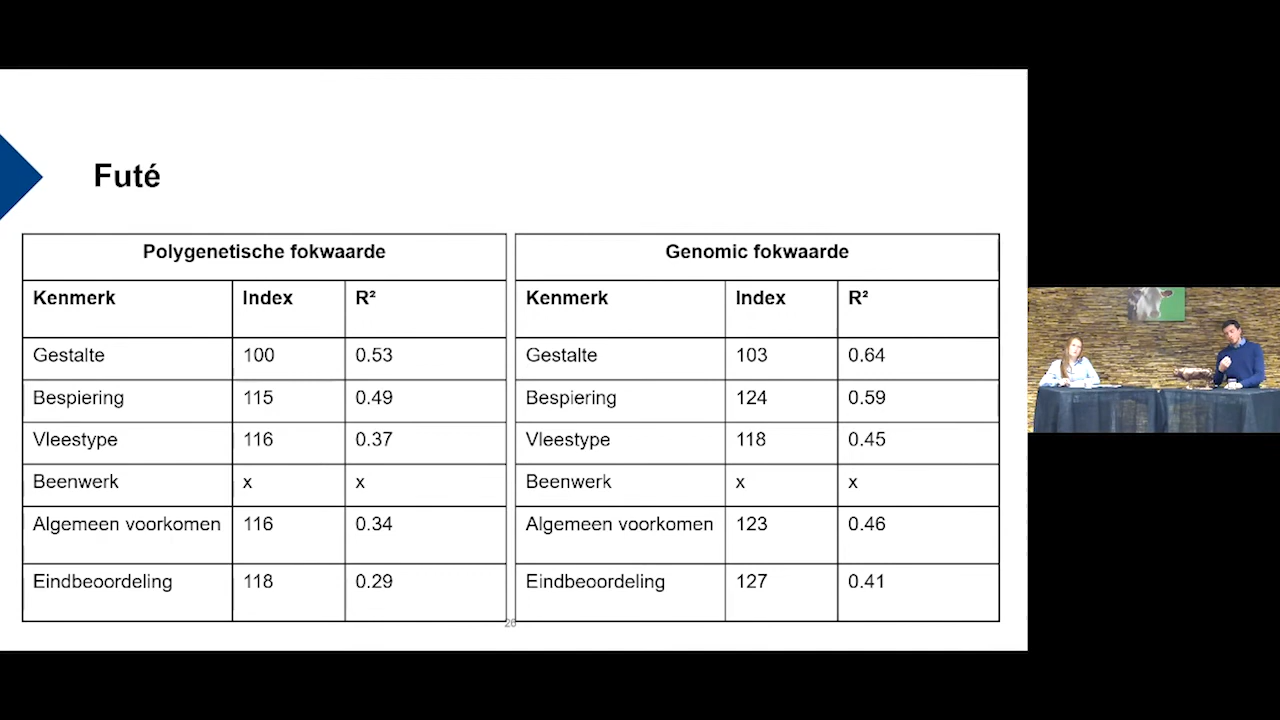 Futé
Polygenetische fokwaarde
Kenmerk Index R²
Gestalte 100 0.53
Bespiering 115 0.49
Vleestype 116 0.37
Beenwerk x x
Algemeen voorkomen 116 0.34
Eindbeoordeling 118 0.29
Genomic fokwaarde
Kenmerk Index R²
Gestalte 103 0.64
Bespiering 124 0.59
Vleestype 118 0.45
Beenwerk x x
Algemeen voorkomen 123 0.46
Eindbeoordeling 127 0.41
26